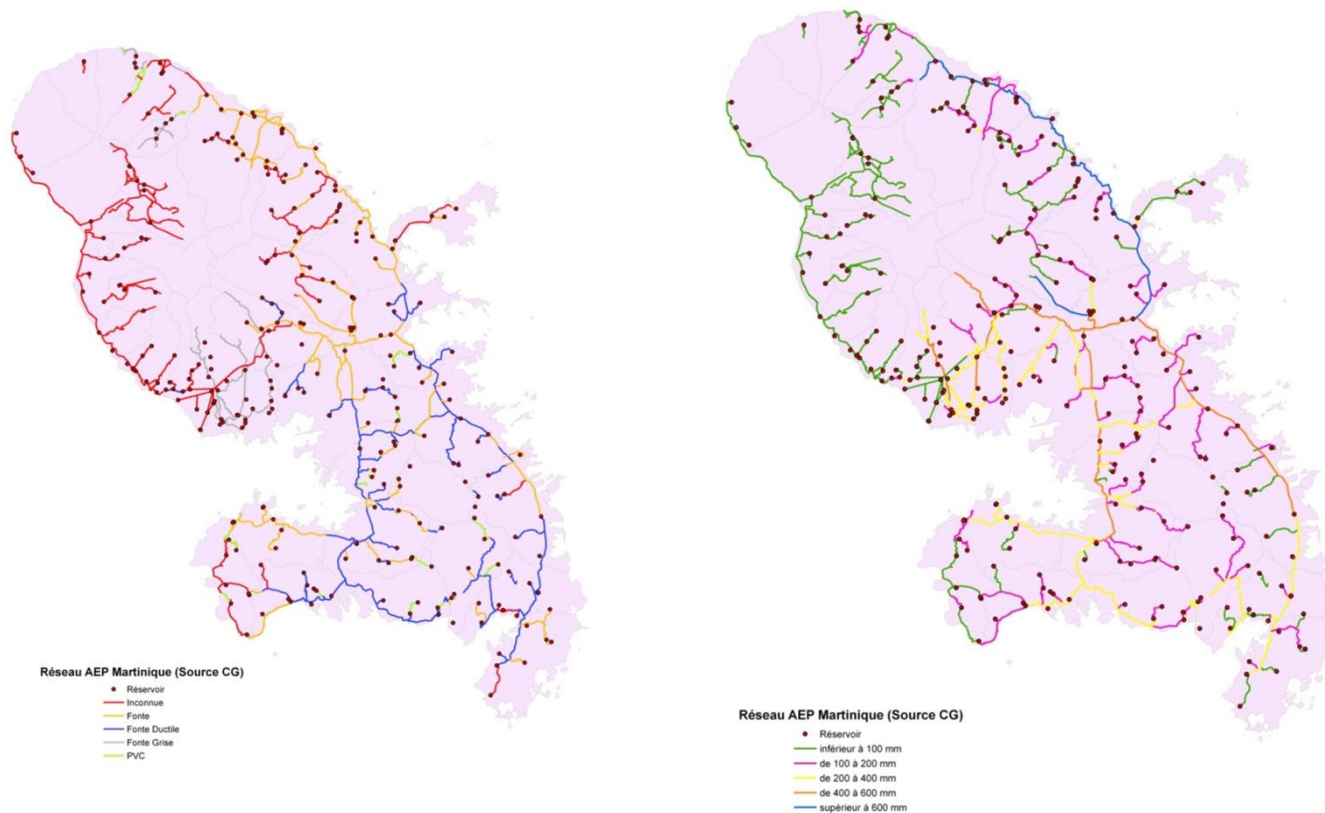 Réseau AEP Martinique (Source CG)
Réservoir
Inconnue
Fonte
Fonte Ductile
Fonte Grise
PVC
Réseau AEP Martinique (Source CG)
Réservoir
inférieur à 100 mm
de 100 à 200 mm
de 200 à 400 mm
de 400 à 600 mm
supérieur à 600 mm